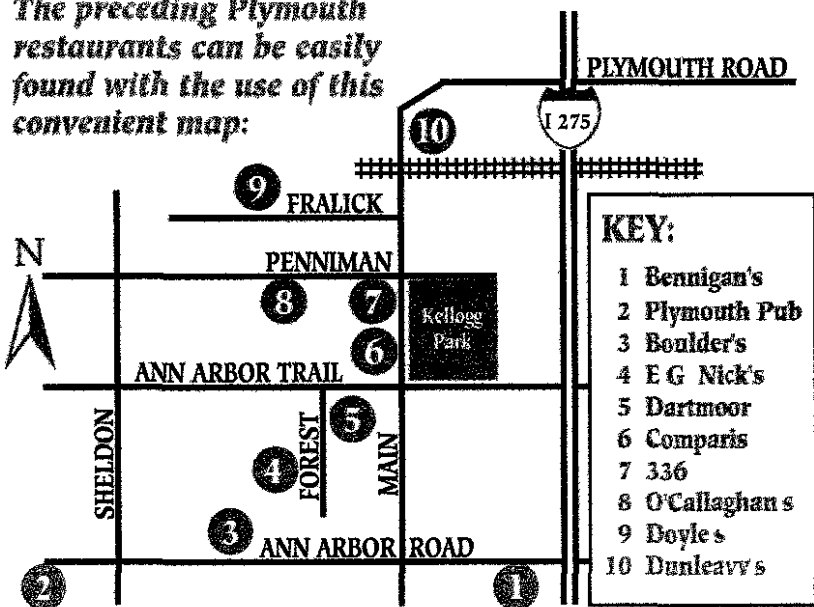 The preceding Plymouth
restaurants can be easily
found with the use of this
convenient map:
PLYMOUTH ROAD
I 275
10
9
FRALICK
N
PENNIMAN
8
7
Kellogg
Park
6
ANN ARBOR TRAIL
SHELDON
FOREST
MAIN
5
4
3
ANN ARBOR ROAD
2
1
KEY:
1 Bennigan's
2 Plymouth Pub
3 Boulder's
4 E G Nick's
5 Dartmoor
6 Comparis
7 336
8 O'Callaghan s
9 Doyle s
10 Dunleavy's